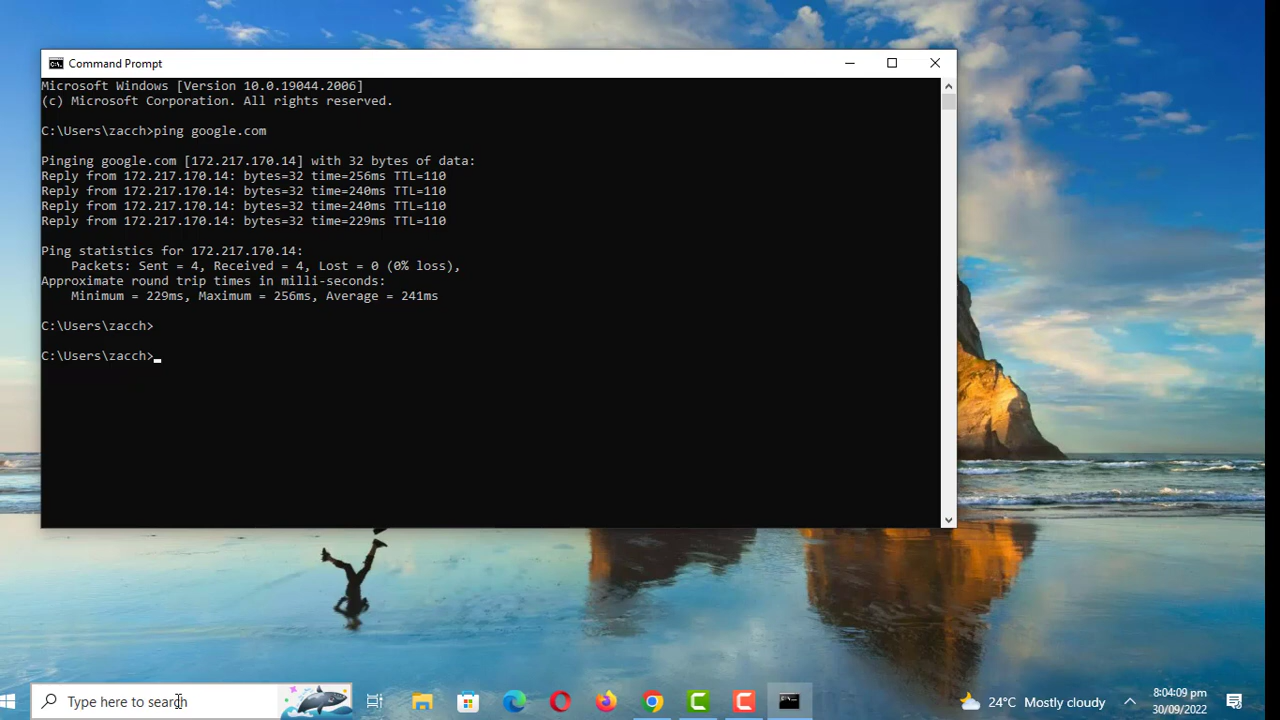 Command Prompt
Microsoft Windows [Version 10.0.19044.2006]
(c) Microsoft Corporation. All rights reserved.
C:\Users\zacch>ping google.com
Pinging google.com [172.217.170.14] with 32 bytes of data:
Reply from 172.217.170.14: bytes=32 time=256ms TTL=110
Reply from 172.217.170.14: bytes=32 time=240ms TTL=110
Reply from 172.217.170.14: bytes=32 time=240ms TTL=110
Reply from 172.217.170.14: bytes=32 time=229ms TTL=110
Ping statistics for 172.217.170.14:
    Packets: Sent = 4, Received = 4, Lost = 0 (0% loss),
Approximate round trip times in milli-seconds:
    Minimum = 229ms, Maximum = 256ms, Average = 241ms
C:\Users\zacch>
C:\Users\zacch>
Type here to search
24°C Mostly cloudy
8:04:09 pm
30/09/2022